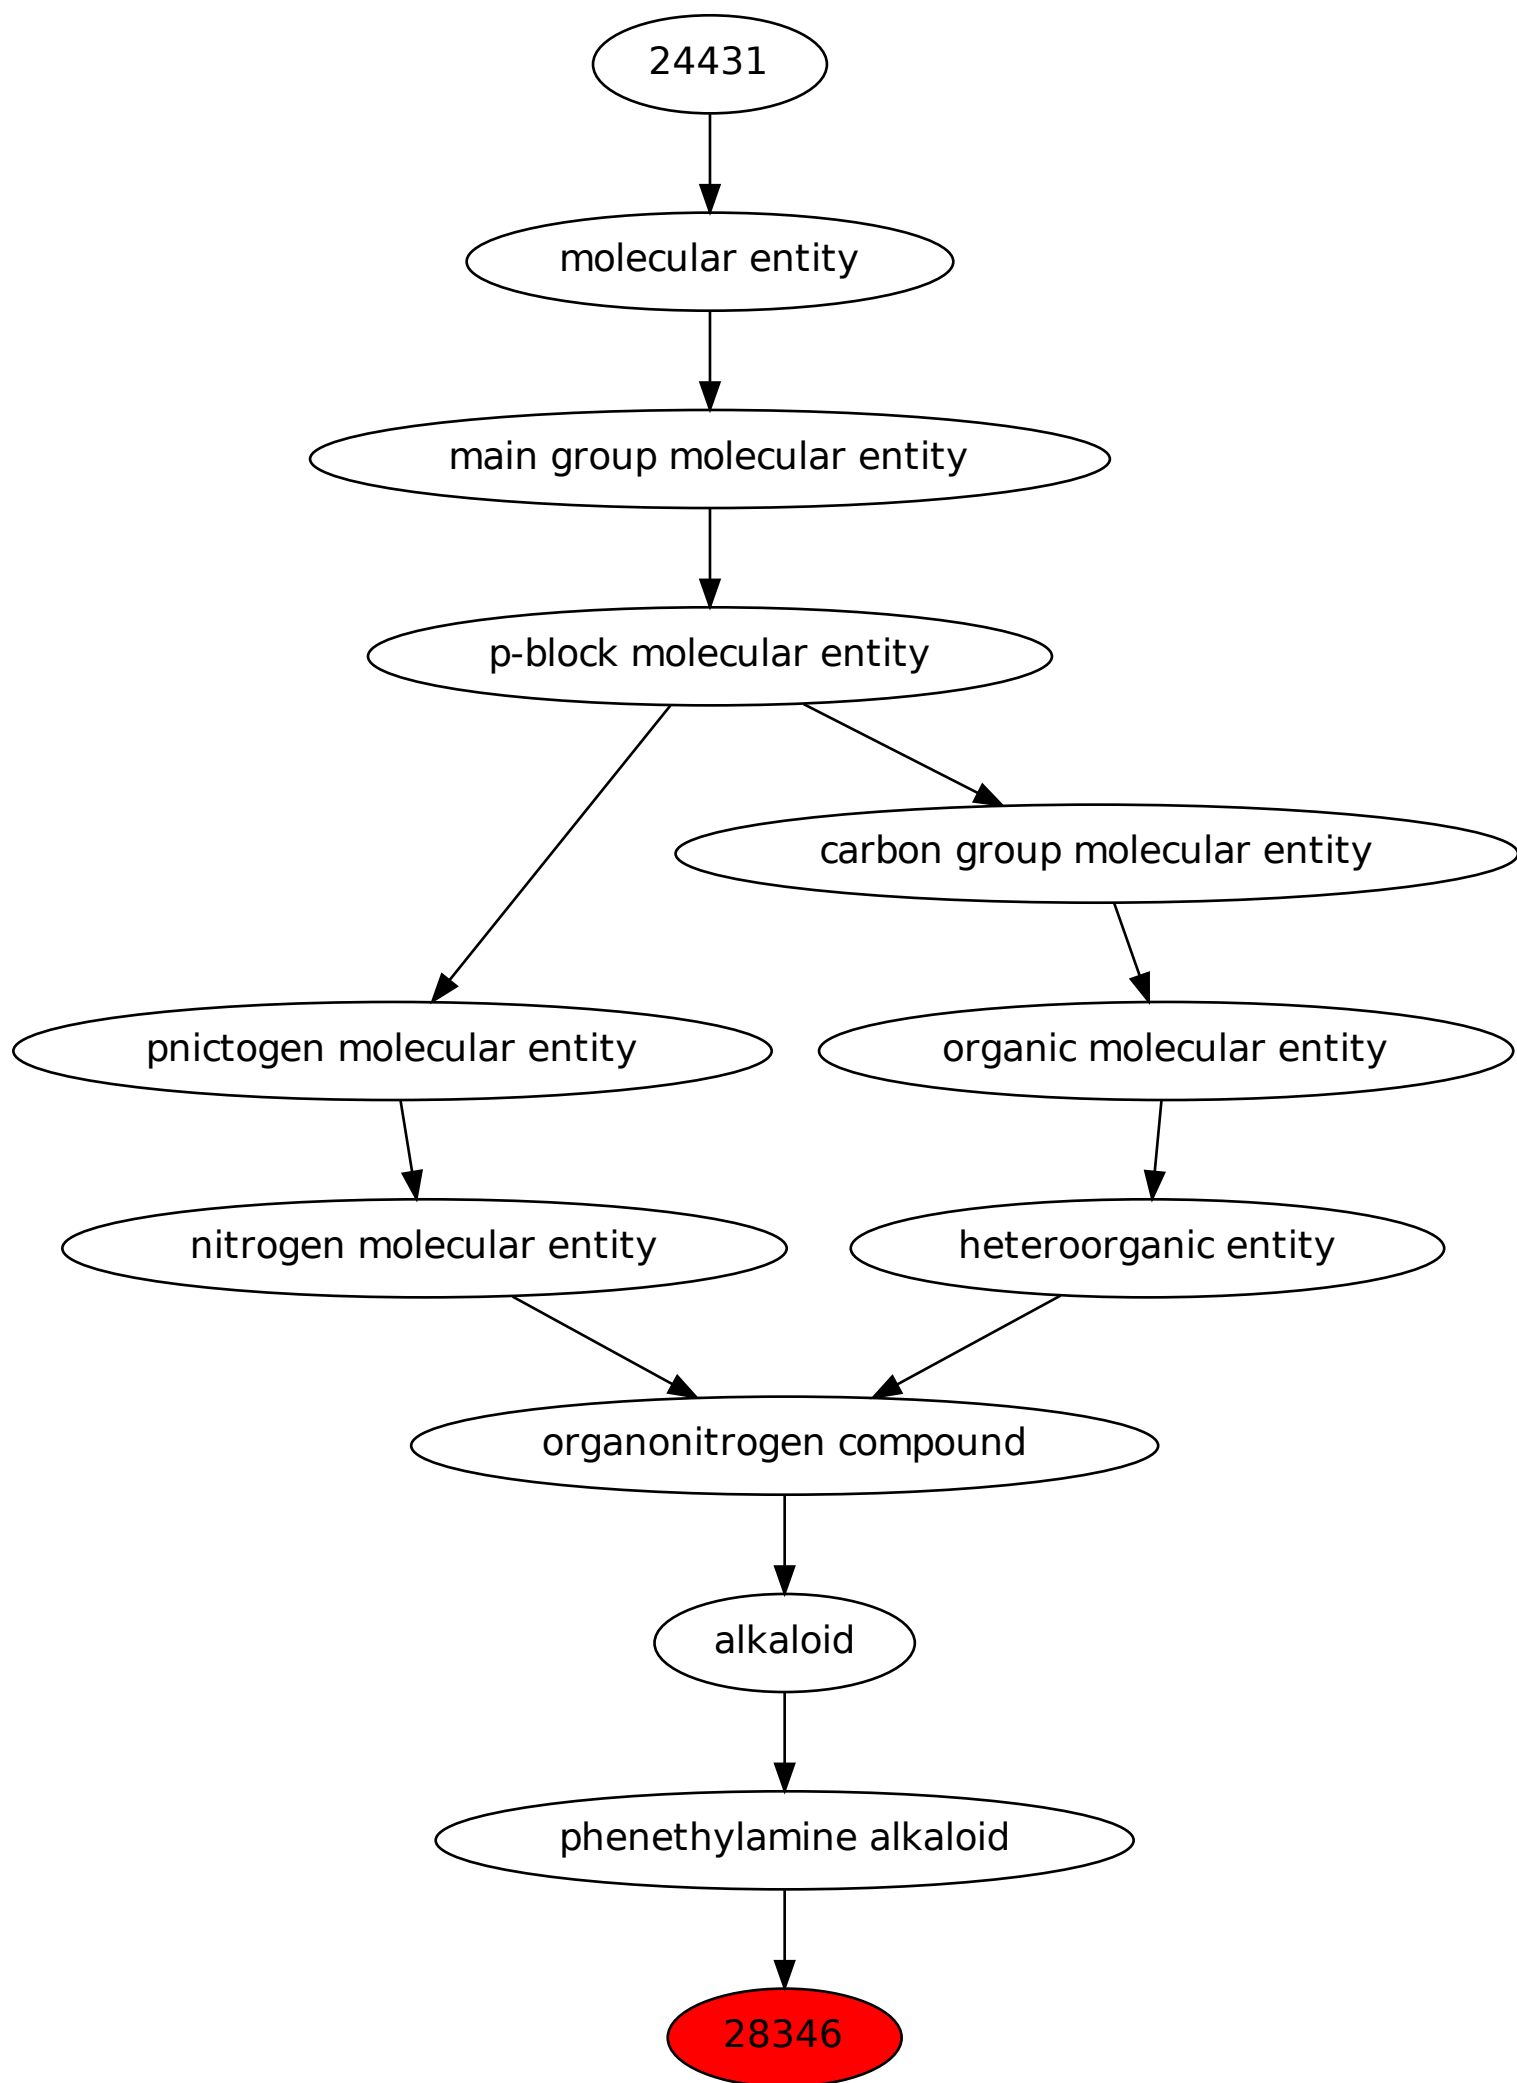 24431
molecular entity
main group molecular entity
p-block molecular entity
carbon group molecular entity
pnictogen molecular entity
organic molecular entity
nitrogen molecular entity
heteroorganic entity
organonitrogen compound
alkaloid
phenethylamine alkaloid
28346